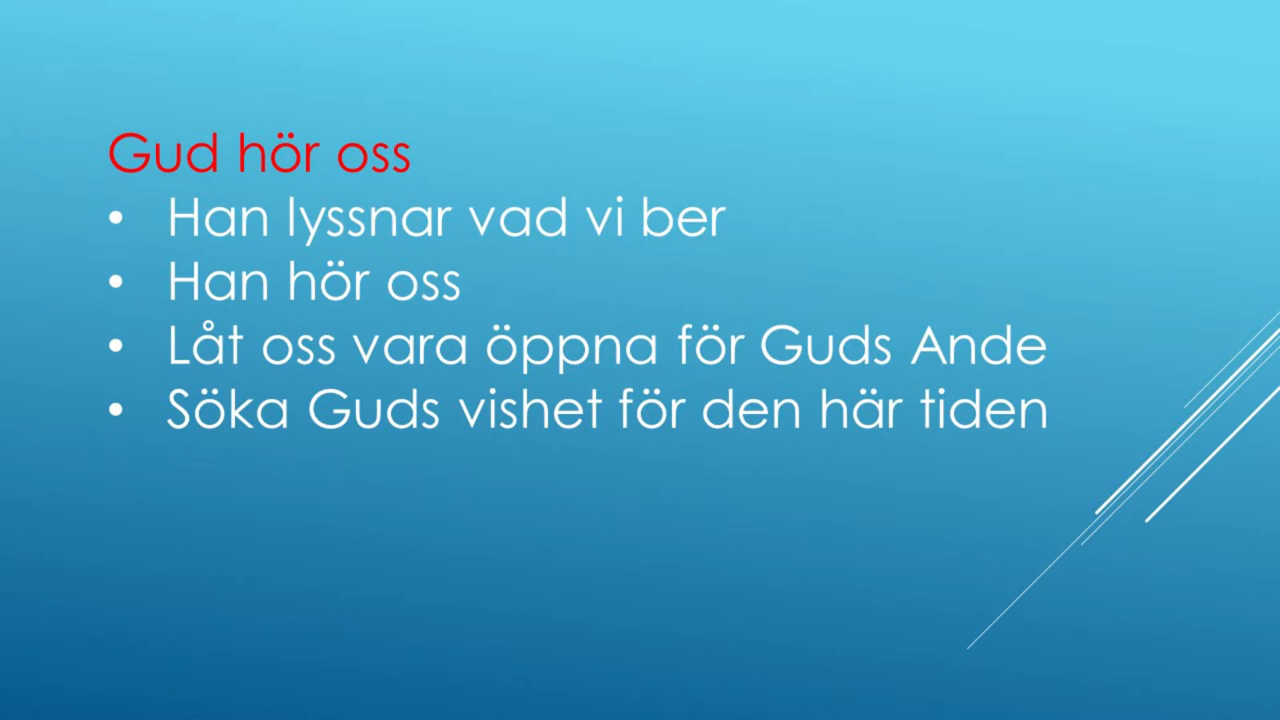 Gud hör oss
• Han lyssnar vad vi ber
• Han hör oss
• Låt oss vara öppna för Guds Ande
• Söka Guds vishet för den här tiden